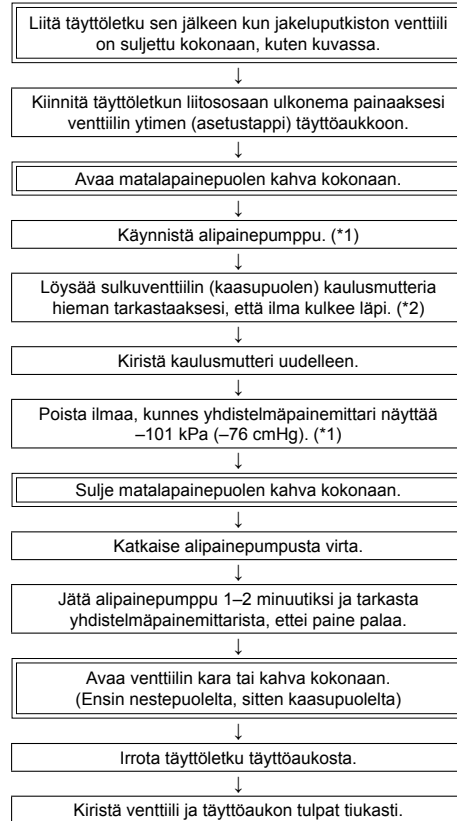 Liitä täyttöletku sen jälkeen kun jakeluputkiston venttiili
on suljettu kokonaan, kuten kuvassa.
↓
Kiinnitä täyttöletkun liitososaan ulkonema painaaksesi
venttiilin ytimen (asetustappi) täyttöaukkoon.
↓
Avaa matalapainepuolen kahva kokonaan.
↓
Käynnistä alipainepumppu. (*1)
↓
Löysää sulkuventtiilin (kaasupuolen) kaulusmutteria
hieman tarkastaaksesi, että ilma kulkee läpi. (*2)
↓
Kiristä kaulusmutteri uudelleen.
↓
Poista ilmaa, kunnes yhdistelmäpainemittari näyttää
–101 kPa (–76 cmHg). (*1)
↓
Sulje matalapainepuolen kahva kokonaan.
↓
Katkaise alipainepumpusta virta.
↓
Jätä alipainepumppu 1–2 minuutiksi ja tarkasta
yhdistelmäpainemittarista, ettei paine palaa.
↓
Avaa venttiilin kara tai kahva kokonaan.
(Ensin nestepuolelta, sitten kaasupuolelta)
↓
Irrota täyttöletku täyttöaukosta.
↓
Kiristä venttiili ja täyttöaukon tulpat tiukasti.